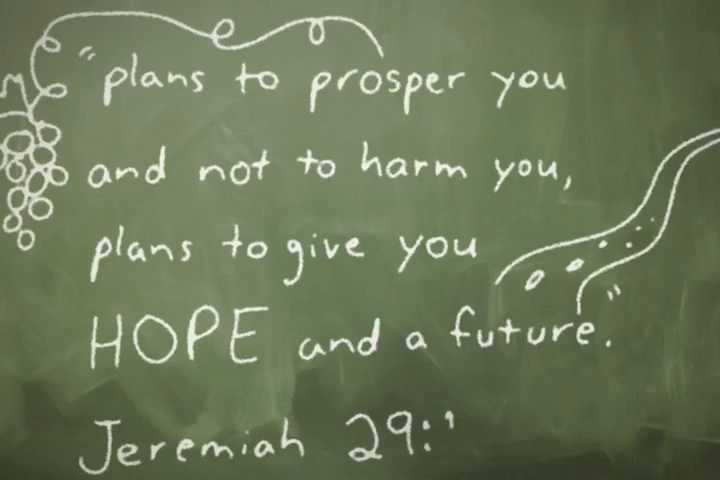 "plans to prosper you
and not to harm you,
plans to give you
HOPE and a future."
Jeremiah 29: